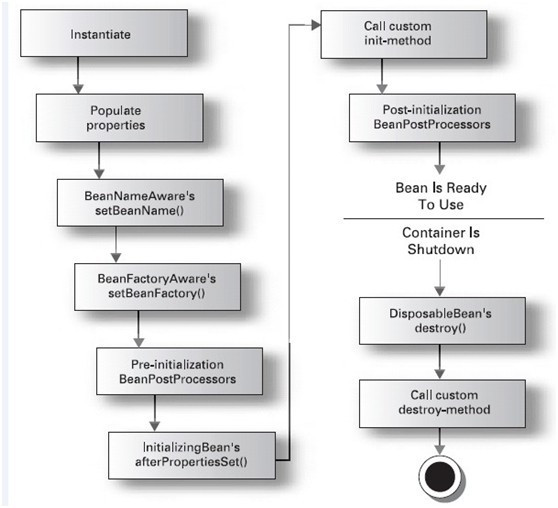 Instantiate
Populate
properties
BeanNameAware's
setBeanName()
BeanFactoryAware's
setBeanFactory()
Pre-initialization
BeanPostProcessors
InitializingBean's
afterPropertiesSet()
Call custom
init-method
Post-initialization
BeanPostProcessors
Bean Is Ready
To Use
Container Is
Shutdown
DisposableBean's
destroy()
Call custom
destroy-method